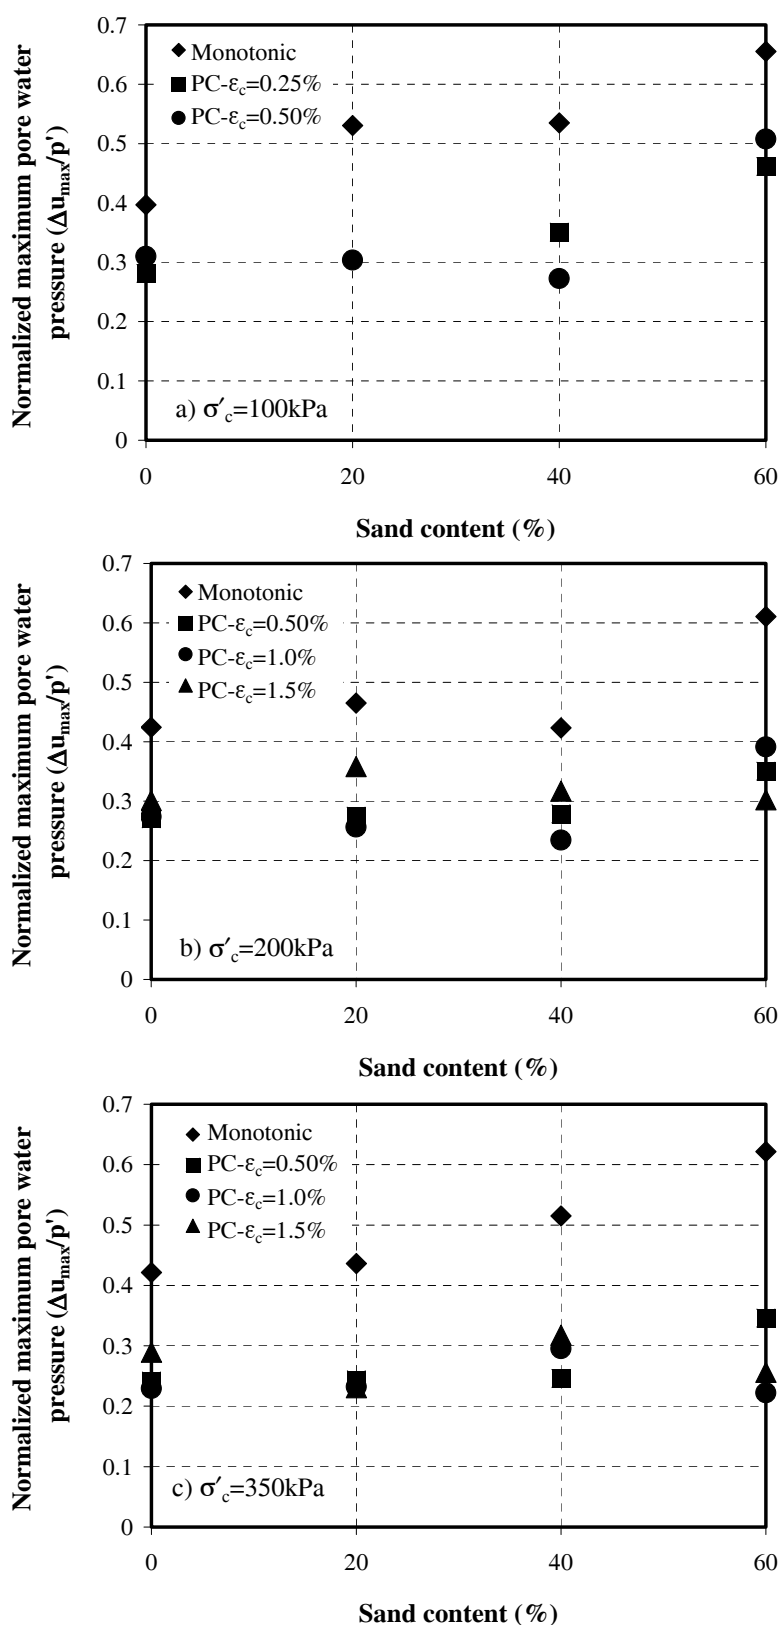 Normalized maximum pore water
pressure (Δu_max/p')
0.7
0.6
0.5
0.4
0.3
0.2
0.1
0
Monotonic
PC-ε_c=0.25%
PC-ε_c=0.50%
a) σ′_c=100kPa
0 20 40 60
Sand content (%)
Normalized maximum pore water
pressure (Δu_max/p')
0.7
0.6
0.5
0.4
0.3
0.2
0.1
0
Monotonic
PC-ε_c=0.50%
PC-ε_c=1.0%
PC-ε_c=1.5%
b) σ′_c=200kPa
0 20 40 60
Sand content (%)
Normalized maximum pore water
pressure (Δu_max/p')
0.7
0.6
0.5
0.4
0.3
0.2
0.1
0
Monotonic
PC-ε_c=0.50%
PC-ε_c=1.0%
PC-ε_c=1.5%
c) σ′_c=350kPa
0 20 40 60
Sand content (%)